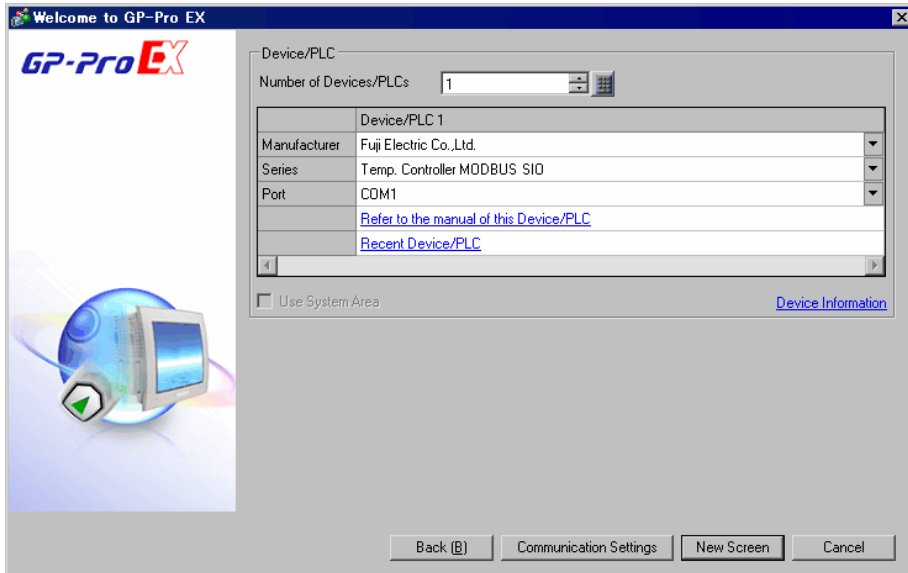 Welcome to GP-Pro EX
GP-Pro EX
Device/PLC
Number of Devices/PLCs 1
Device/PLC 1
Manufacturer Fuji Electric Co.,Ltd.
Series Temp. Controller MODBUS SIO
Port COM1
Refer to the manual of this Device/PLC
Recent Device/PLC
Use System Area Device Information
Back (B) Communication Settings New Screen Cancel